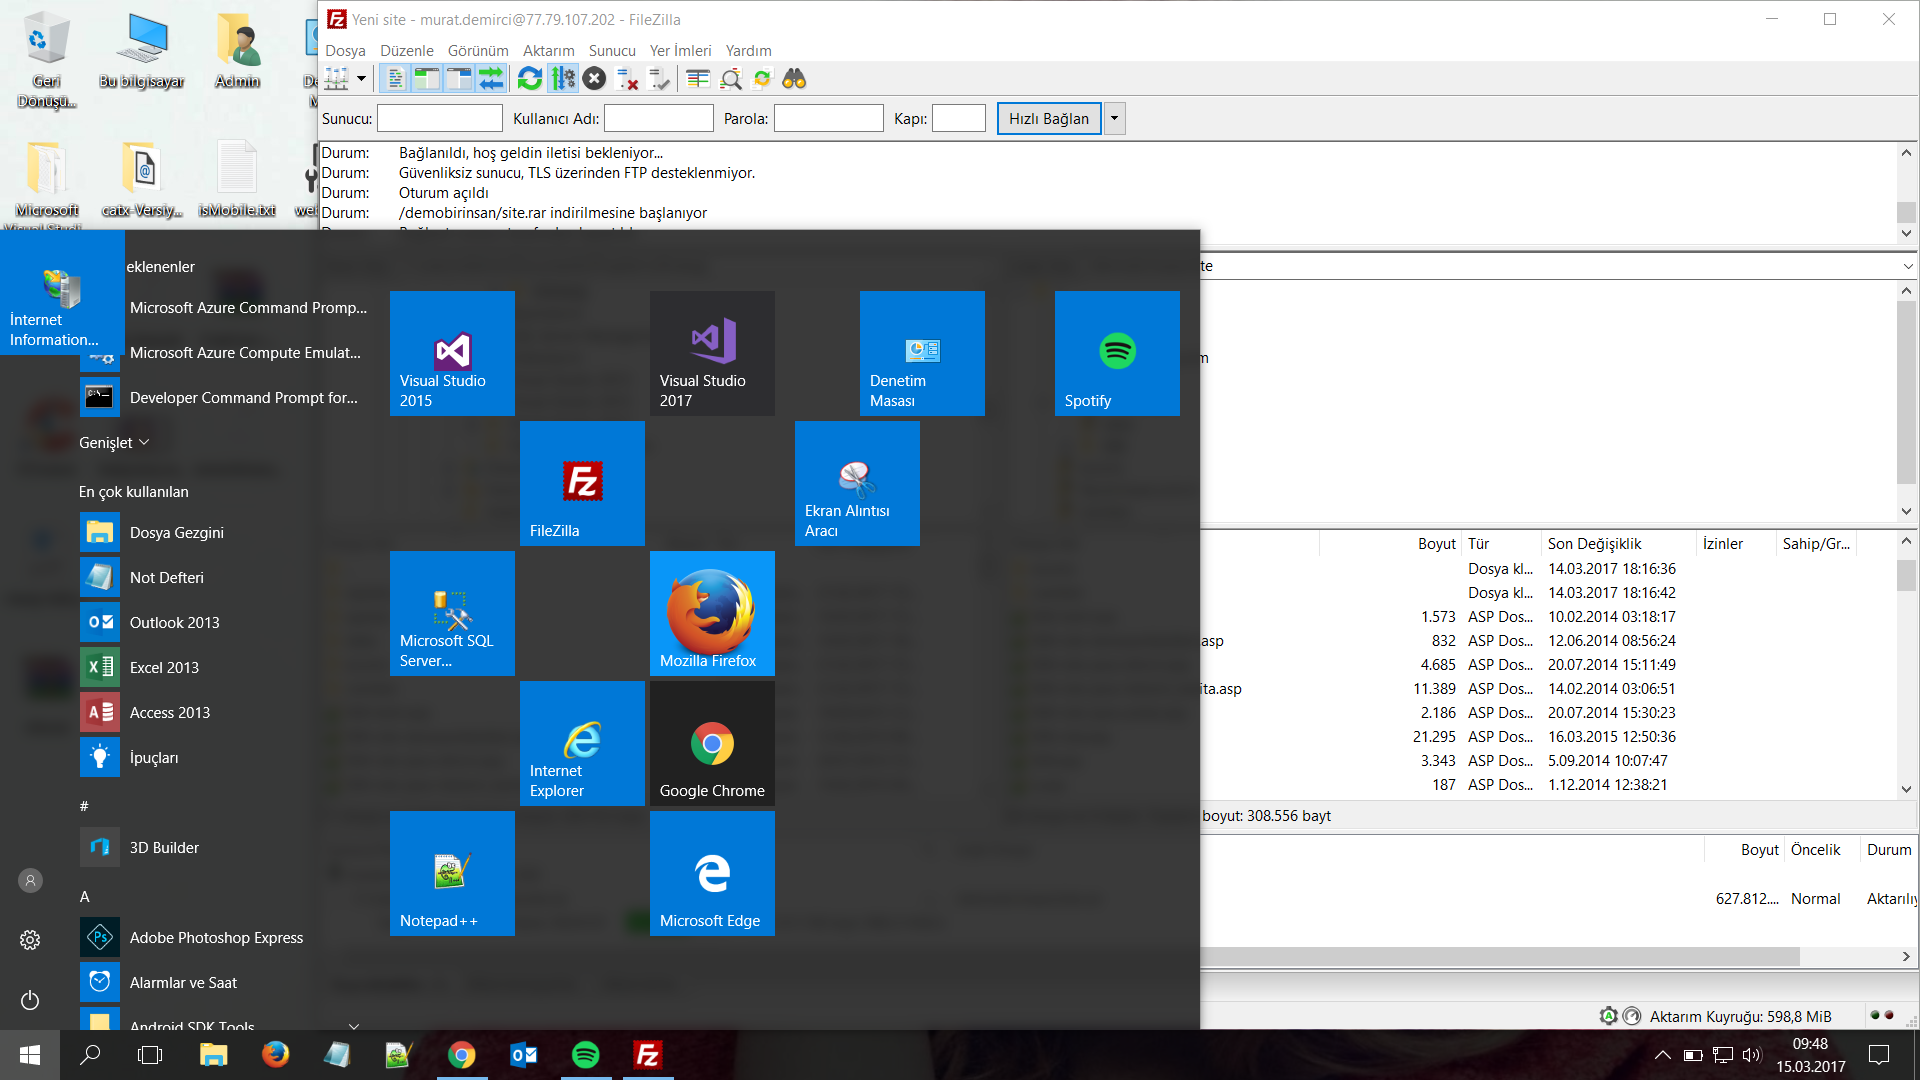 Geri
Dönüşü...
Bu bilgisayar
Admin
Microsoft
catx-Versiy...
isMobile.txt
Yeni site - murat.demirci@77.79.107.202 - FileZilla
Dosya Düzenle Görünüm Aktarım Sunucu Yer İmleri Yardım
Sunucu: Kullanıcı Adı: Parola: Kapı: Hızlı Bağlan
Durum: Bağlanıldı, hoş geldin iletisi bekleniyor...
Durum: Güvenliksiz sunucu, TLS üzerinden FTP desteklenmiyor.
Durum: Oturum açıldı
Durum: /demobirinsan/site.rar indirilmesine başlanıyor
İnternet
Information...
eklenenler
Microsoft Azure Command Promp...
Microsoft Azure Compute Emulat...
Developer Command Prompt for...
Genişlet
En çok kullanılan
Dosya Gezgini
Not Defteri
Outlook 2013
Excel 2013
Access 2013
İpuçları
#
3D Builder
A
Adobe Photoshop Express
Alarmlar ve Saat
Android SDK Tools
Visual Studio
2015
Visual Studio
2017
Denetim
Masası
Spotify
FileZilla
Ekran Alıntısı
Aracı
Microsoft SQL
Server...
Mozilla Firefox
Internet
Explorer
Google Chrome
Notepad++
Microsoft Edge
te
m
Boyut Tür Son Değişiklik İzinler Sahip/Gr...
Dosya kl... 14.03.2017 18:16:36
Dosya kl... 14.03.2017 18:16:42
1.573 ASP Dos... 10.02.2014 03:18:17
.asp 832 ASP Dos... 12.06.2014 08:56:24
4.685 ASP Dos... 20.07.2014 15:11:49
ita.asp 11.389 ASP Dos... 14.02.2014 03:06:51
2.186 ASP Dos... 20.07.2014 15:30:23
21.295 ASP Dos... 16.03.2015 12:50:36
3.343 ASP Dos... 5.09.2014 10:07:47
187 ASP Dos... 1.12.2014 12:38:21
boyut: 308.556 bayt
Boyut Öncelik Durum
627.812.... Normal Aktarılıy
Aktarım Kuyruğu: 598,8 MiB
09:48
15.03.2017